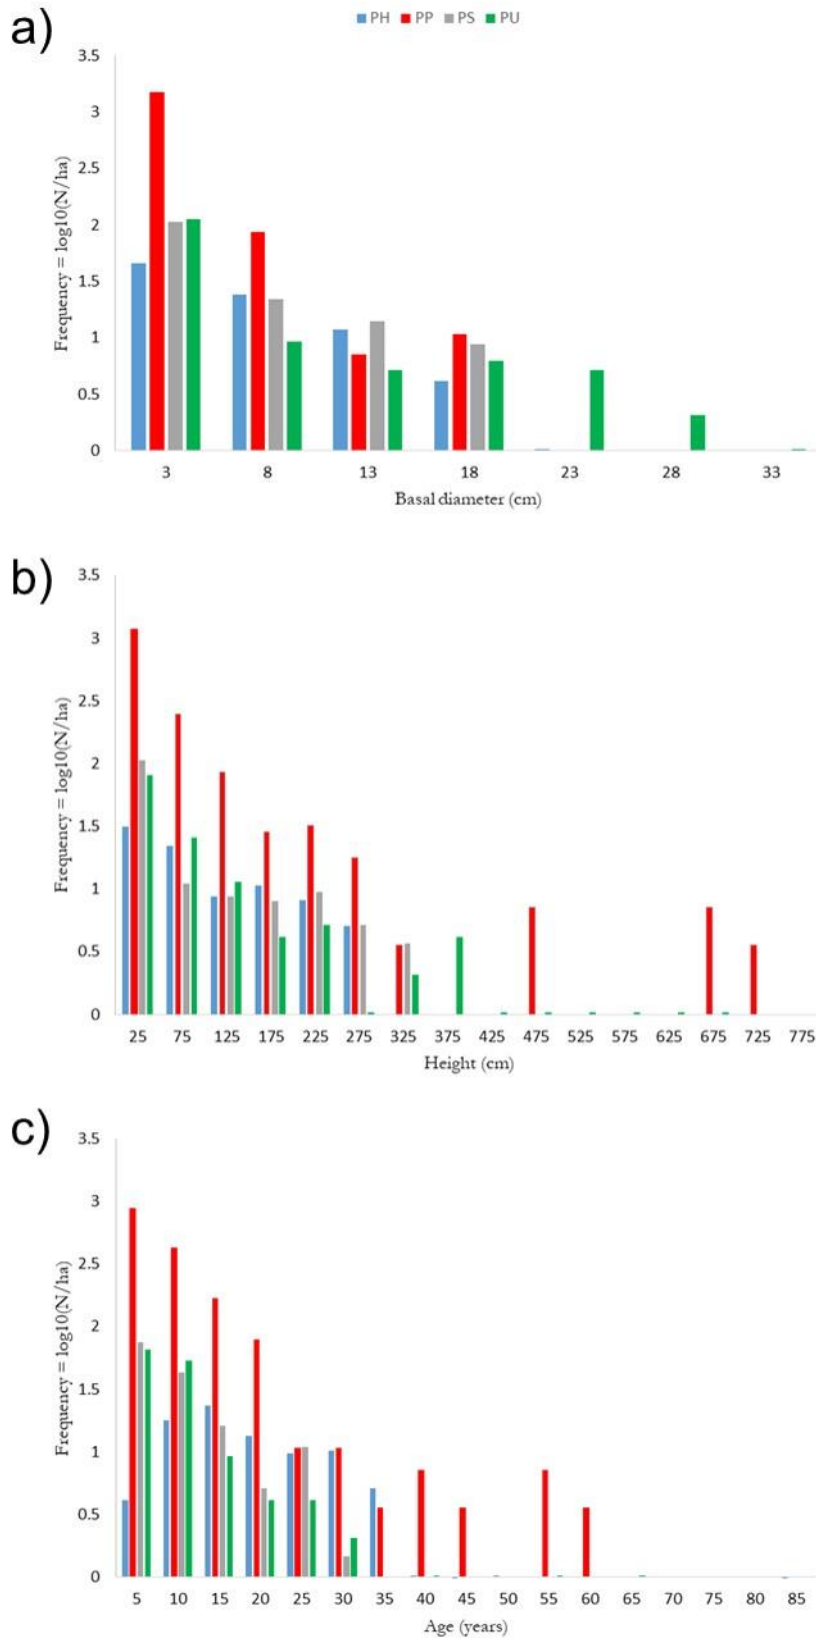 a)
PH PP PS PU
3.5
3
2.5
2
1.5
1
0.5
0
Frequency = log10(N/ha)
3 8 13 18 23 28 33
Basal diameter (cm)
b)
3.5
3
2.5
2
1.5
1
0.5
0
Frequency = log10(N/ha)
25 75 125 175 225 275 325 375 425 475 525 575 625 675 725 775
Height (cm)
c)
3.5
3
2.5
2
1.5
1
0.5
0
Frequency = log10(N/ha)
5 10 15 20 25 30 35 40 45 50 55 60 65 70 75 80 85
Age (years)